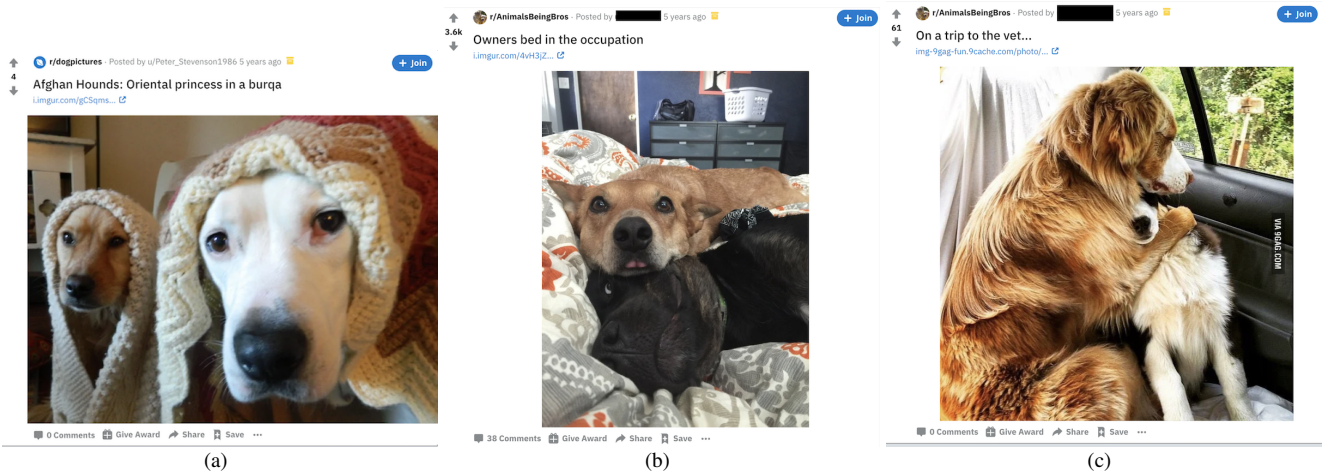 r/dogpictures · Posted by u/Peter_Stevenson1986 5 years ago
+ Join
4
Afghan Hounds: Oriental princess in a burqa
i.imgur.com/gCSqms...
0 Comments Give Award Share Save ...
(a)
r/AnimalsBeingBros · Posted by 5 years ago
+ Join
3.6k
Owners bed in the occupation
i.imgur.com/4vH3jZ...
38 Comments Give Award Share Save ...
(b)
r/AnimalsBeingBros · Posted by 5 years ago
+ Join
61
On a trip to the vet...
img-9gag-fun.9cache.com/photo/...
VIA 9GAG.COM
0 Comments Give Award Share Save ...
(c)